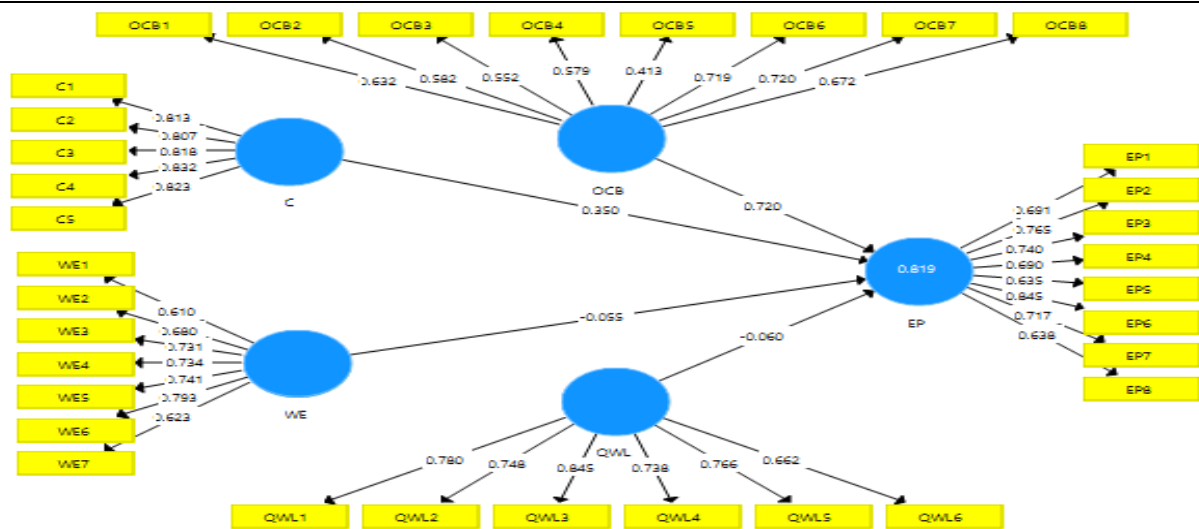 OCB1 OCB2 OCB3 OCB4 OCB5 OCB6 OCB7 OCB8
0.632 0.582 0.552 0.579 0.413 0.719 0.720 0.672
OCB
C1
C2
C3
C4
C5
0.813
0.807
0.818
0.832
0.823
C
0.350
0.720
WE1
WE2
WE3
WE4
WE5
WE6
WE7
0.610
0.680
0.731
0.734
0.741
0.793
0.623
WE
-0.055
-0.060
0.819
EP
0.691
0.765
0.740
0.690
0.635
0.845
0.717
0.638
EP1
EP2
EP3
EP4
EP5
EP6
EP7
EP8
QWL
0.780 0.748 0.845 0.738 0.766 0.662
QWL1 QWL2 QWL3 QWL4 QWL5 QWL6